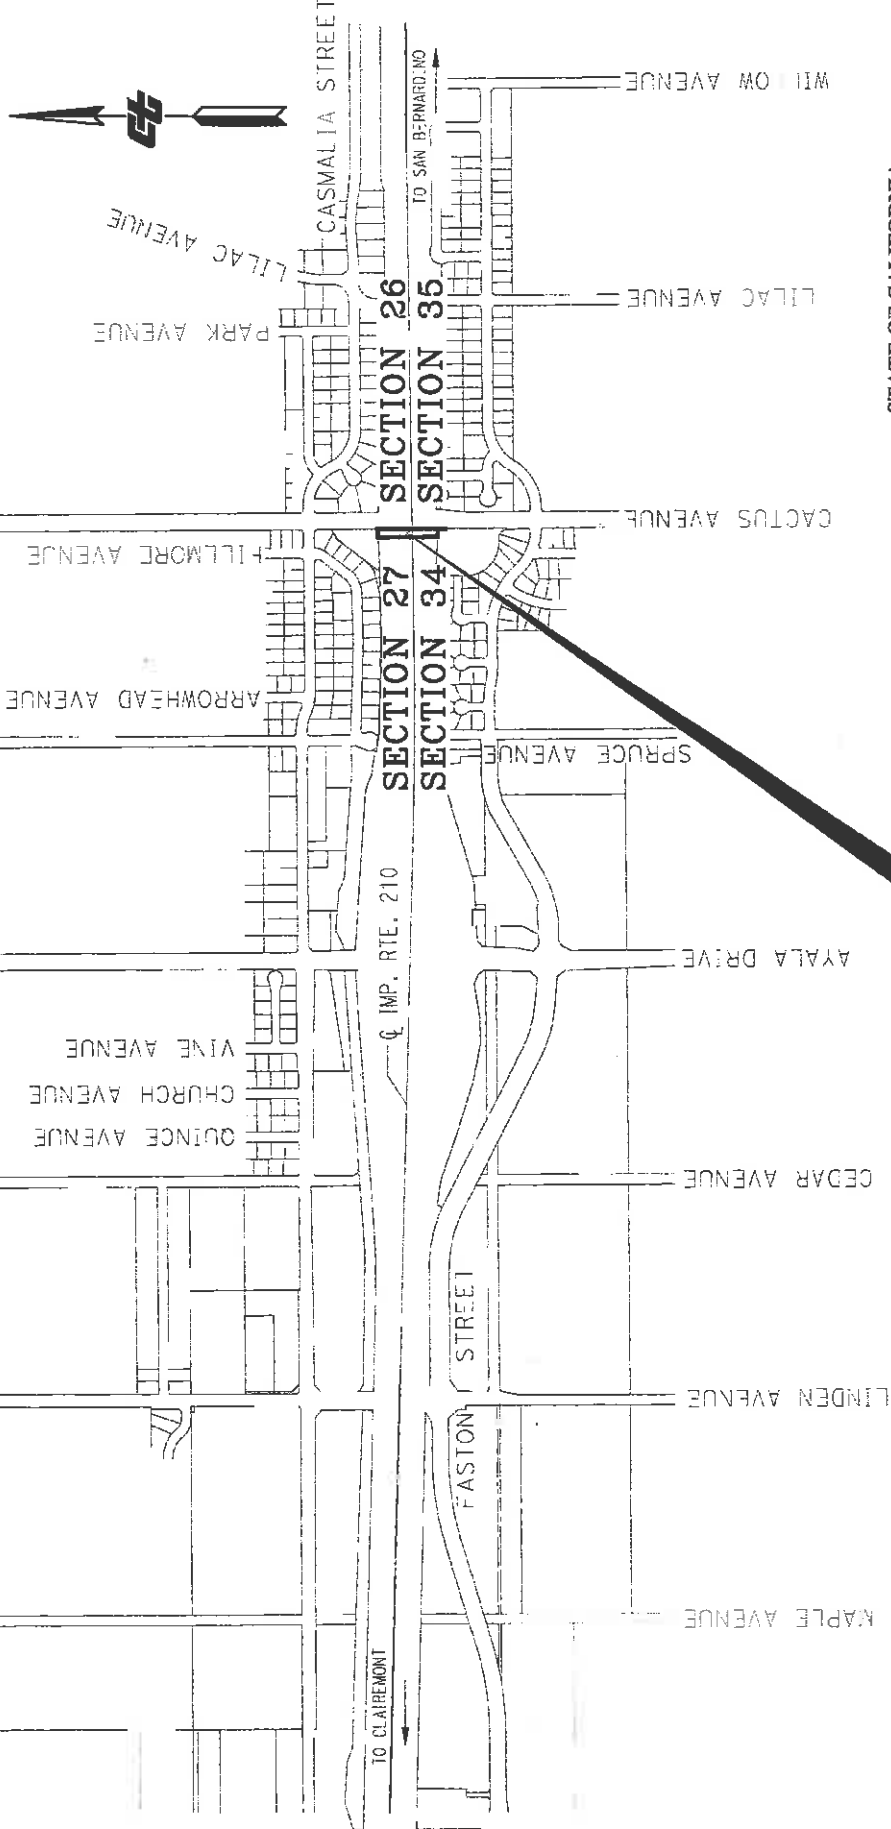 CASMALIA STREET
TO SAN BERNARDINO
WILLOW AVENUE
LILAC AVENUE
PARK AVENUE
LILAC AVENUE
SECTION 26
SECTION 35
CACTUS AVENUE
FILLMORE AVENUE
SECTION 27
SECTION 34
ARROWHEAD AVENUE
SPRUCE AVENUE
℄ IMP. RTE. 210
AYALA DRIVE
VINE AVENUE
CHURCH AVENUE
QUINCE AVENUE
CEDAR AVENUE
EASTON STREET
LINDEN AVENUE
MAPLE AVENUE
TO CLAIREMONT